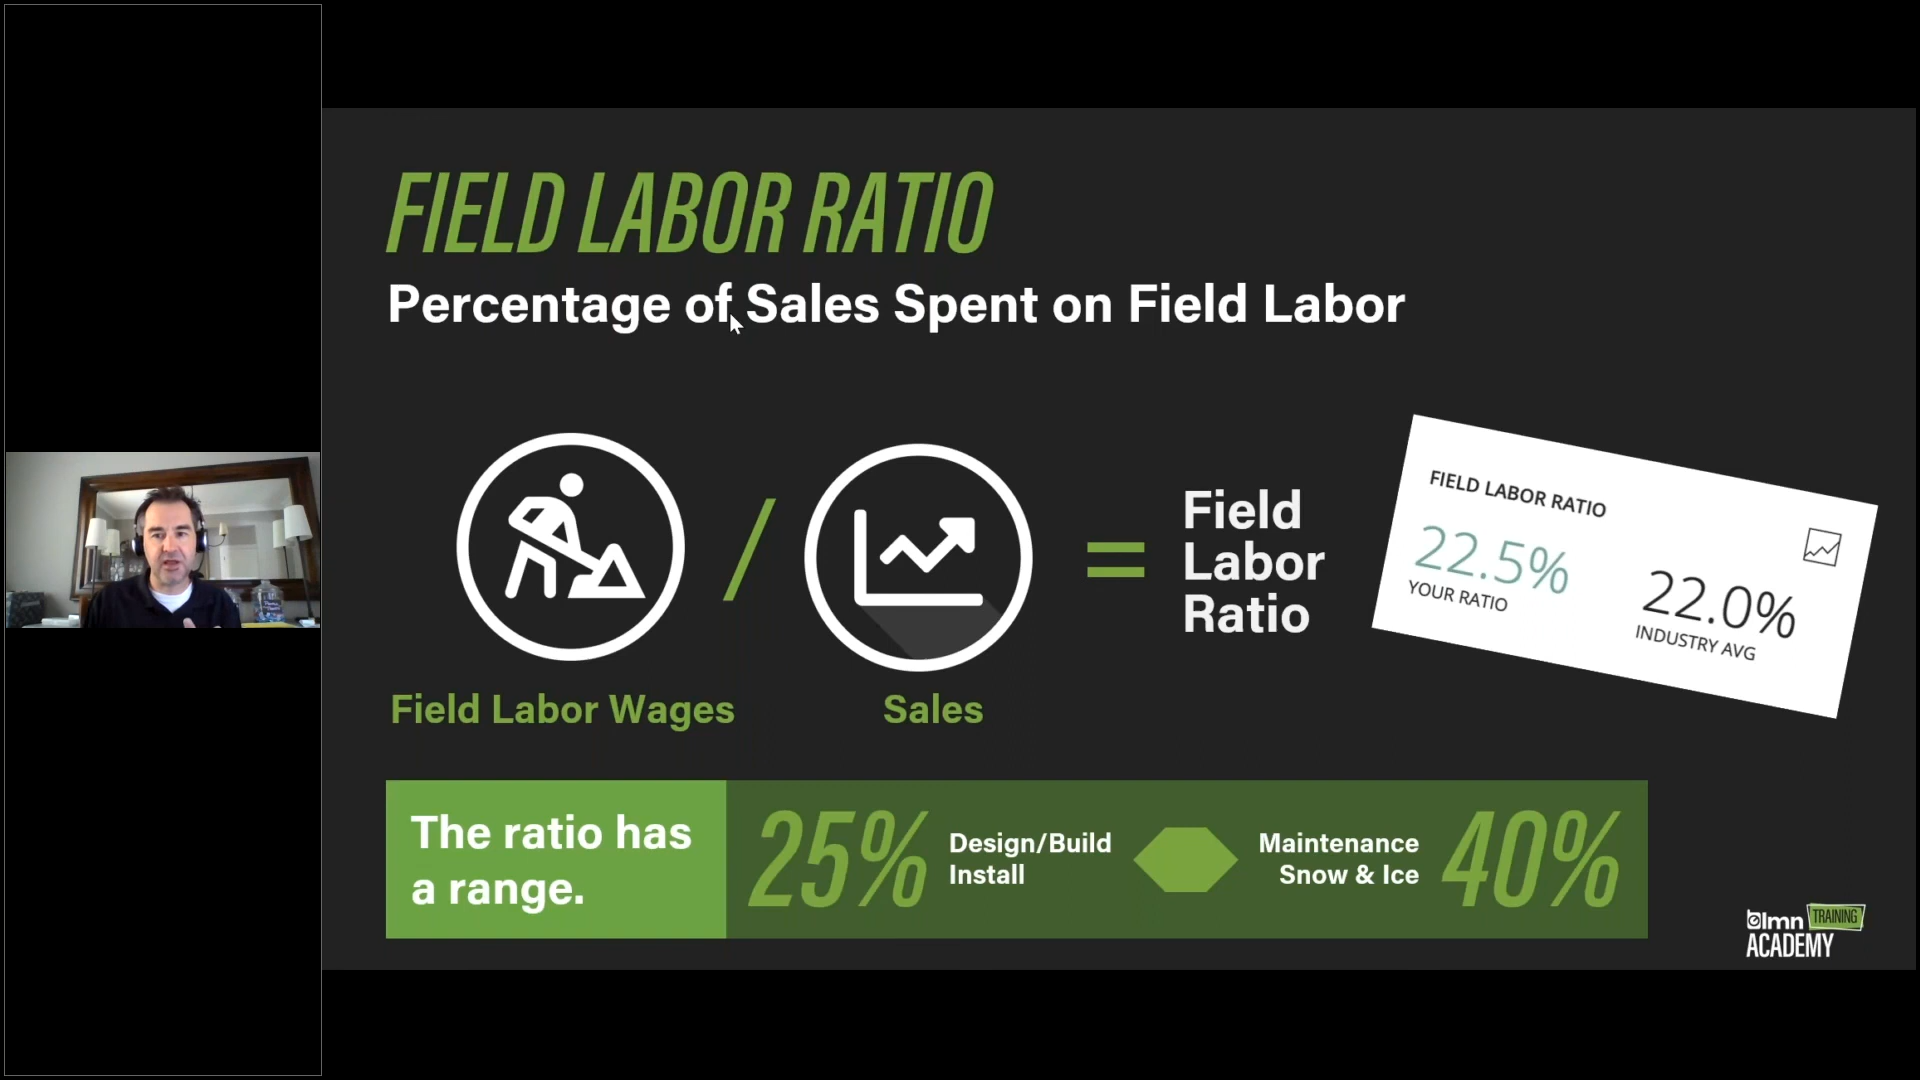 FIELD LABOR RATIO
Percentage of Sales Spent on Field Labor
/
=
Field
Labor
Ratio
Field Labor Wages
Sales
FIELD LABOR RATIO
22.5%
YOUR RATIO
22.0%
INDUSTRY AVG
The ratio has
a range.
25%
Design/Build
Install
Maintenance
Snow & Ice
40%
lmn TRAINING
ACADEMY